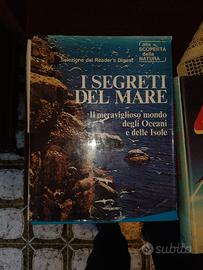 Selezione dal Reader's Digest
alla
SCOPERTA
della
NATURA
I SEGRETI
DEL MARE
Il meraviglioso mondo
degli Oceani
e delle Isole
subito